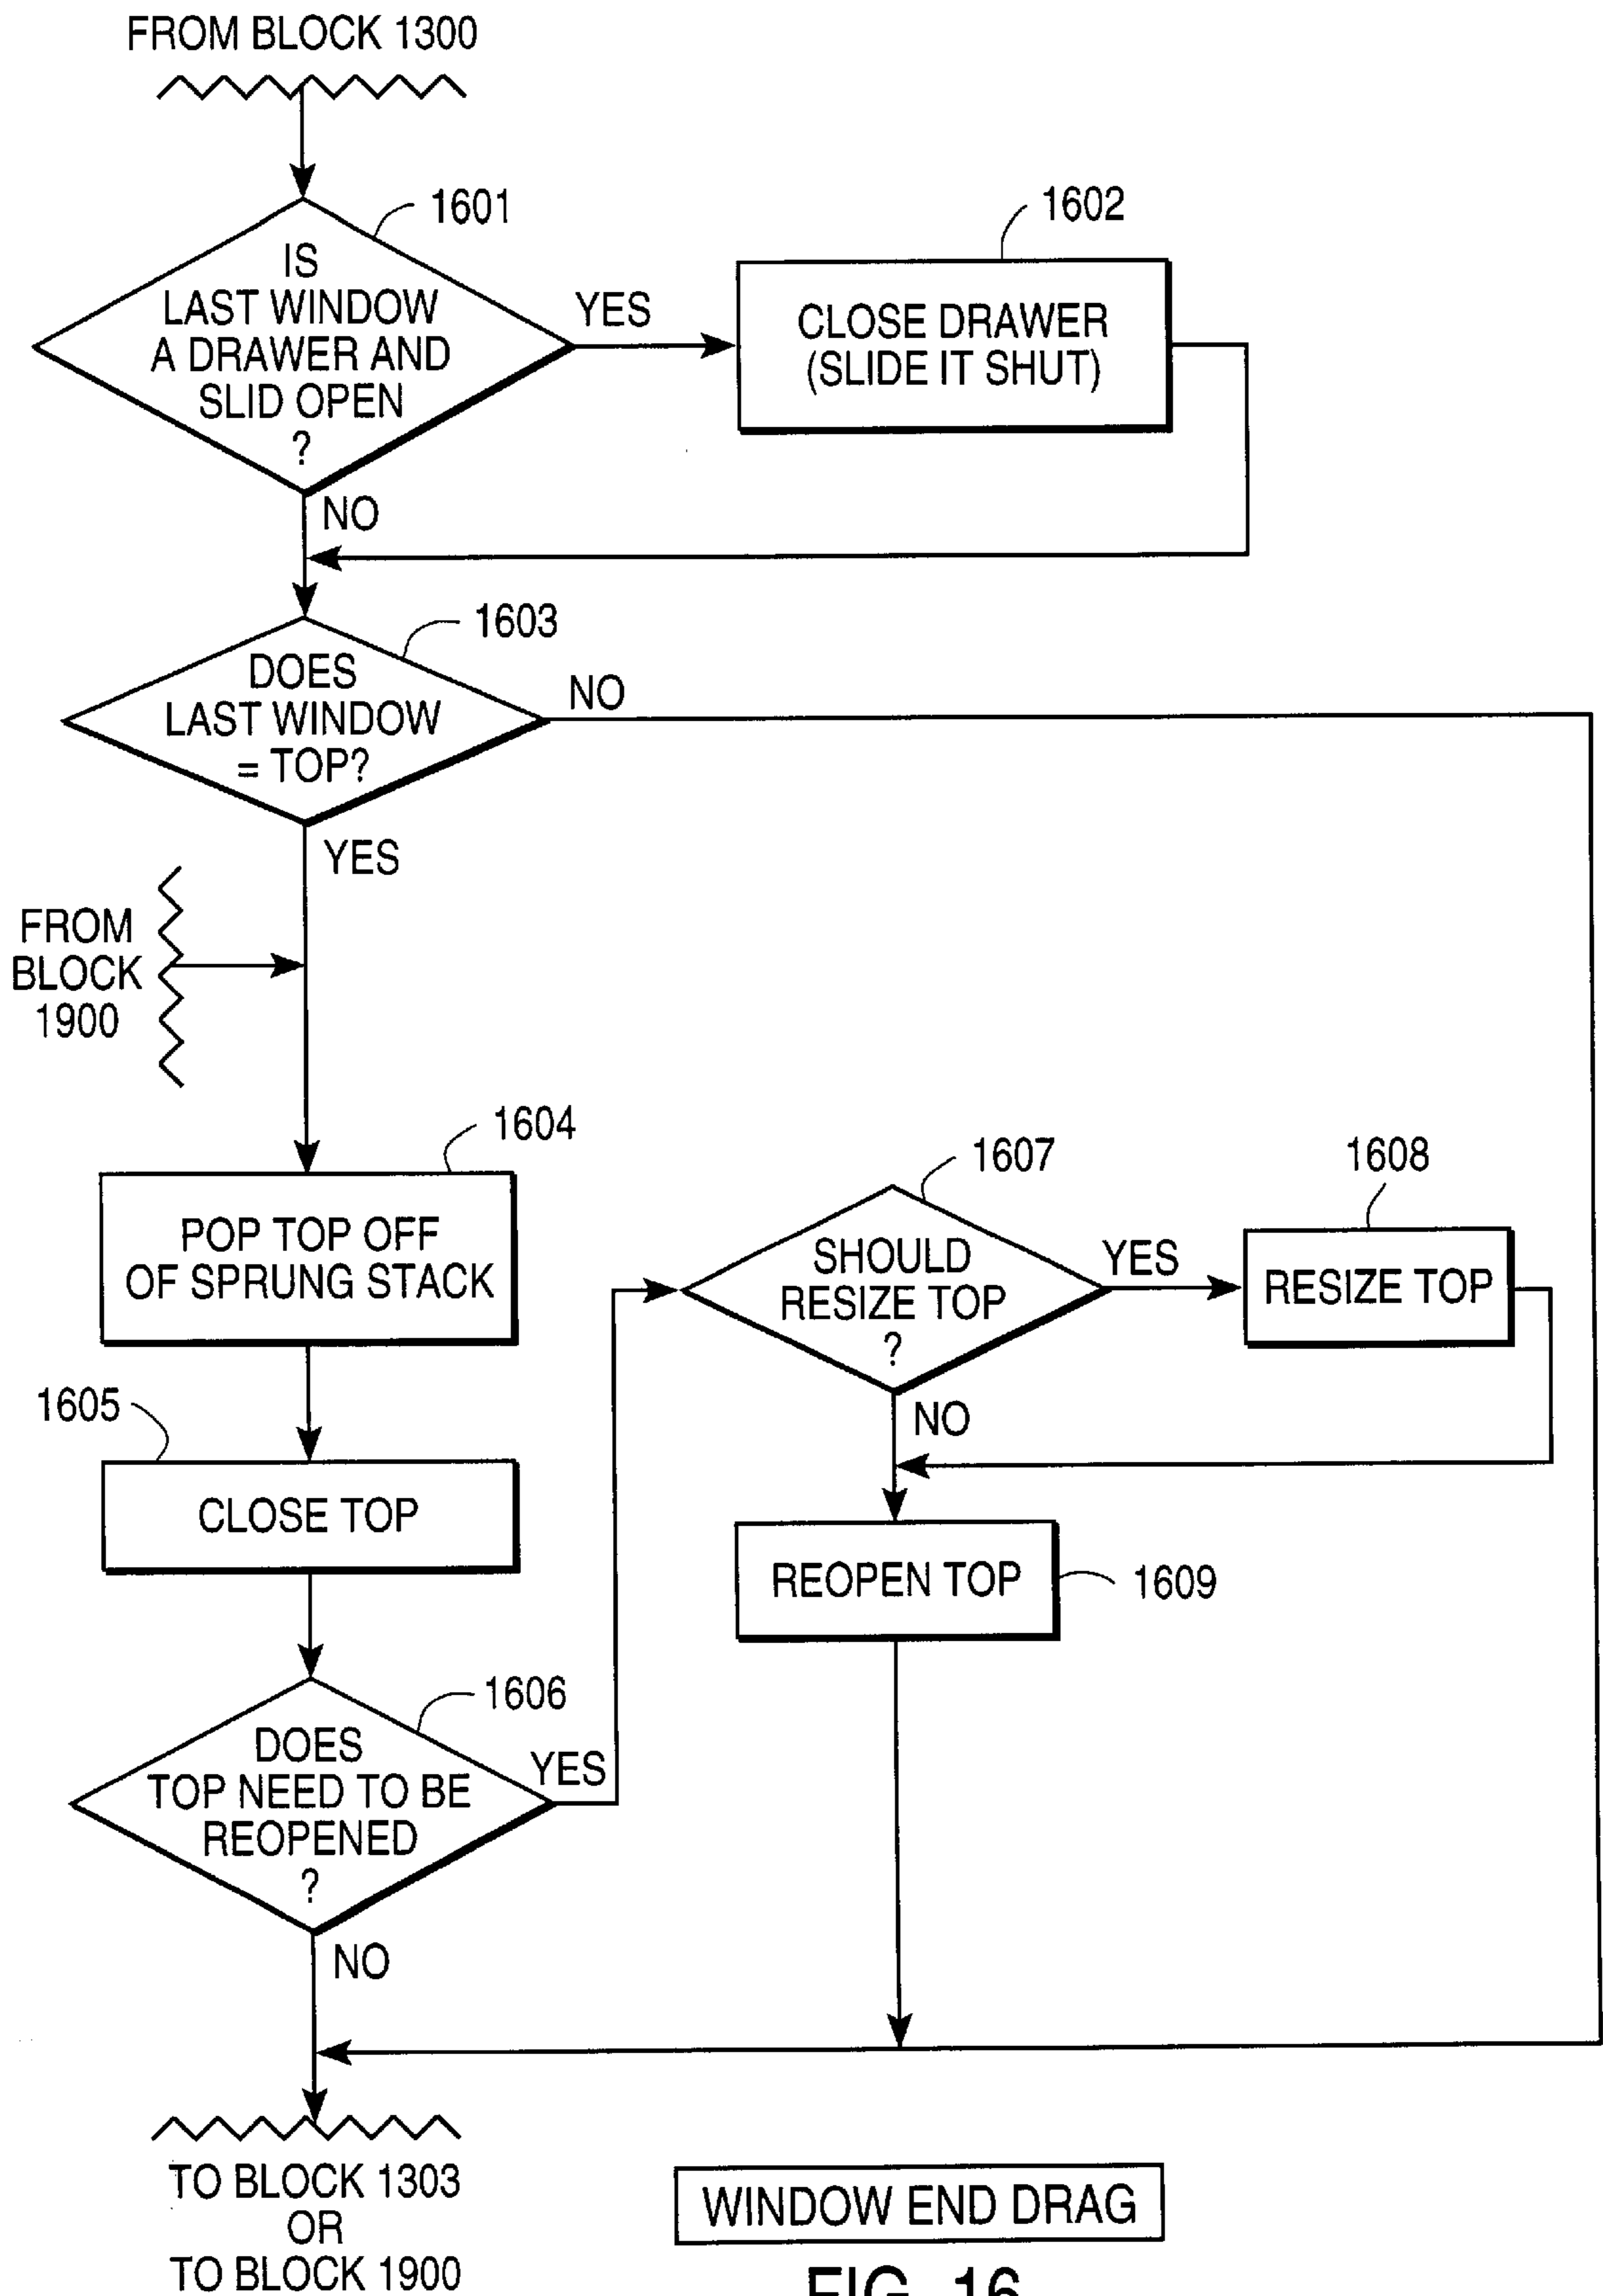 FROM BLOCK 1300
1601
IS
LAST WINDOW
A DRAWER AND
SLID OPEN
?
YES
1602
CLOSE DRAWER
(SLIDE IT SHUT)
NO
1603
DOES
LAST WINDOW
= TOP?
NO
YES
FROM
BLOCK
1900
1604
POP TOP OFF
OF SPRUNG STACK
1605
CLOSE TOP
1606
DOES
TOP NEED TO BE
REOPENED
?
YES
NO
1607
SHOULD
RESIZE TOP
?
YES
1608
RESIZE TOP
NO
REOPEN TOP
1609
TO BLOCK 1303
OR
TO BLOCK 1900
WINDOW END DRAG
FIG. 16